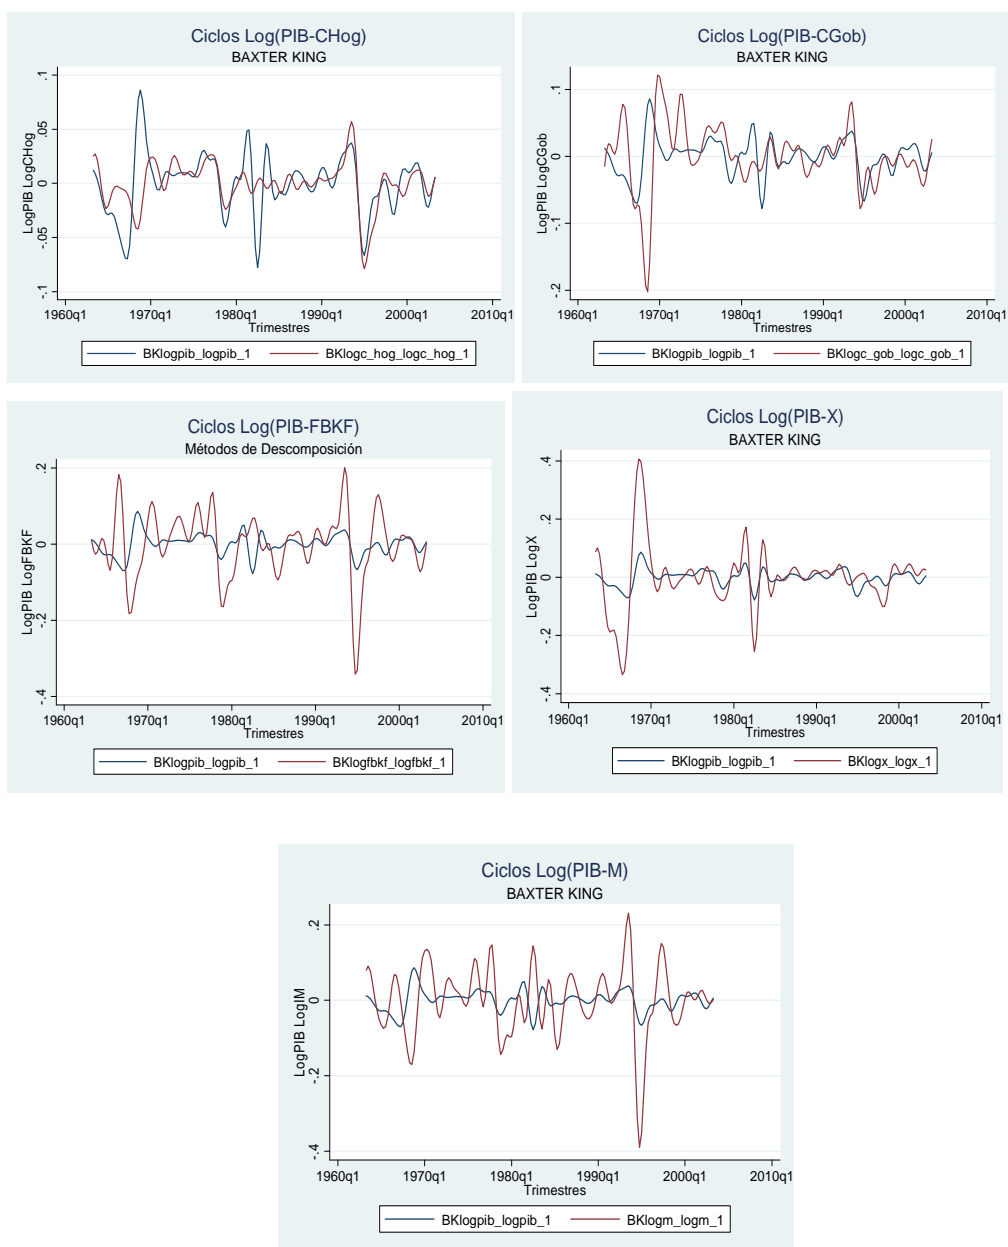 Ciclos Log(PIB-CHog)
BAXTER KING
LogPIB LogCHog
.1
.05
0
-.05
-.1
1960q1 1970q1 1980q1 1990q1 2000q1 2010q1
Trimestres
BKlogpib_logpib_1 BKlogc_hog_logc_hog_1
Ciclos Log(PIB-CGob)
BAXTER KING
LogPIB LogCGob
.1
0
-.1
-.2
1960q1 1970q1 1980q1 1990q1 2000q1 2010q1
Trimestres
BKlogpib_logpib_1 BKlogc_gob_logc_gob_1
Ciclos Log(PIB-FBKF)
Métodos de Descomposición
LogPIB LogFBKF
.2
0
-.2
-.4
1960q1 1970q1 1980q1 1990q1 2000q1 2010q1
Trimestres
BKlogpib_logpib_1 BKlogfbkf_logfbkf_1
Ciclos Log(PIB-X)
BAXTER KING
LogPIB LogX
.4
.2
0
-.2
-.4
1960q1 1970q1 1980q1 1990q1 2000q1 2010q1
Trimestres
BKlogpib_logpib_1 BKlogx_logx_1
Ciclos Log(PIB-M)
BAXTER KING
LogPIB LogIM
.2
0
-.2
-.4
1960q1 1970q1 1980q1 1990q1 2000q1 2010q1
Trimestres
BKlogpib_logpib_1 BKlogm_logm_1